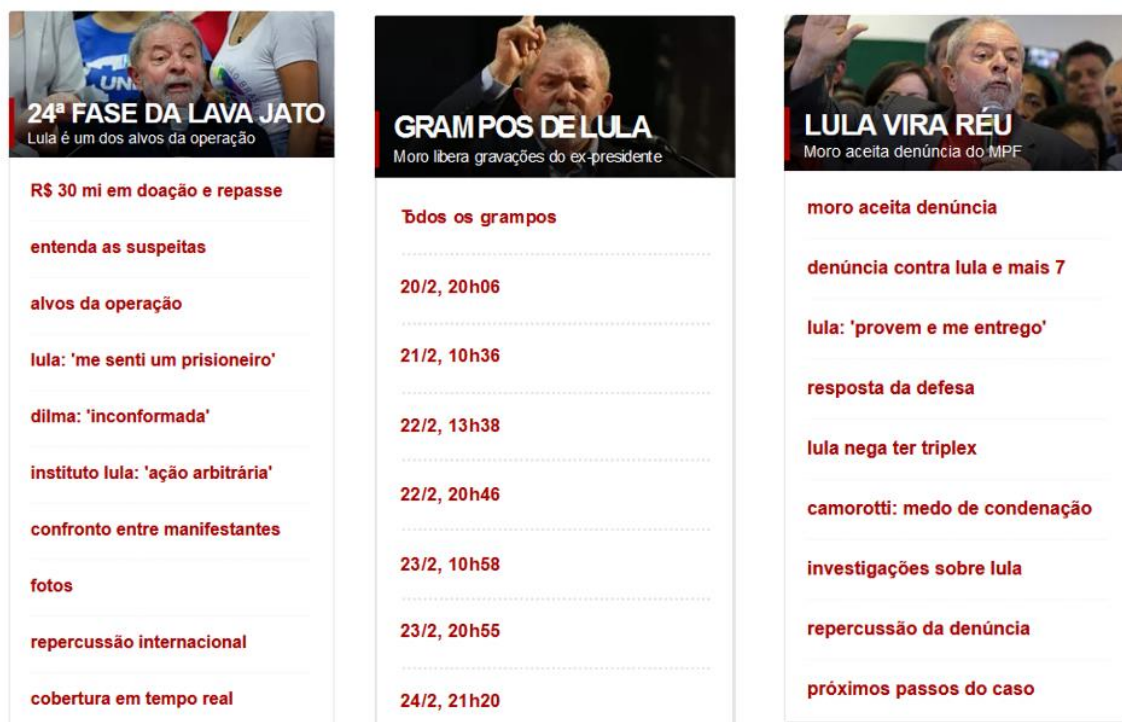 24ª FASE DA LAVA JATO
Lula é um dos alvos da operação
R$ 30 mi em doação e repasse
entenda as suspeitas
alvos da operação
lula: 'me senti um prisioneiro'
dilma: 'inconformada'
instituto lula: 'ação arbitrária'
confronto entre manifestantes
fotos
repercussão internacional
cobertura em tempo real
GRAMPOS DE LULA
Moro libera gravações do ex-presidente
Todos os grampos
20/2, 20h06
21/2, 10h36
22/2, 13h38
22/2, 20h46
23/2, 10h58
23/2, 20h55
24/2, 21h20
LULA VIRA RÉU
Moro aceita denúncia do MPF
moro aceita denúncia
denúncia contra lula e mais 7
lula: 'provem e me entrego'
resposta da defesa
lula nega ter triplex
camorotti: medo de condenação
investigações sobre lula
repercussão da denúncia
próximos passos do caso